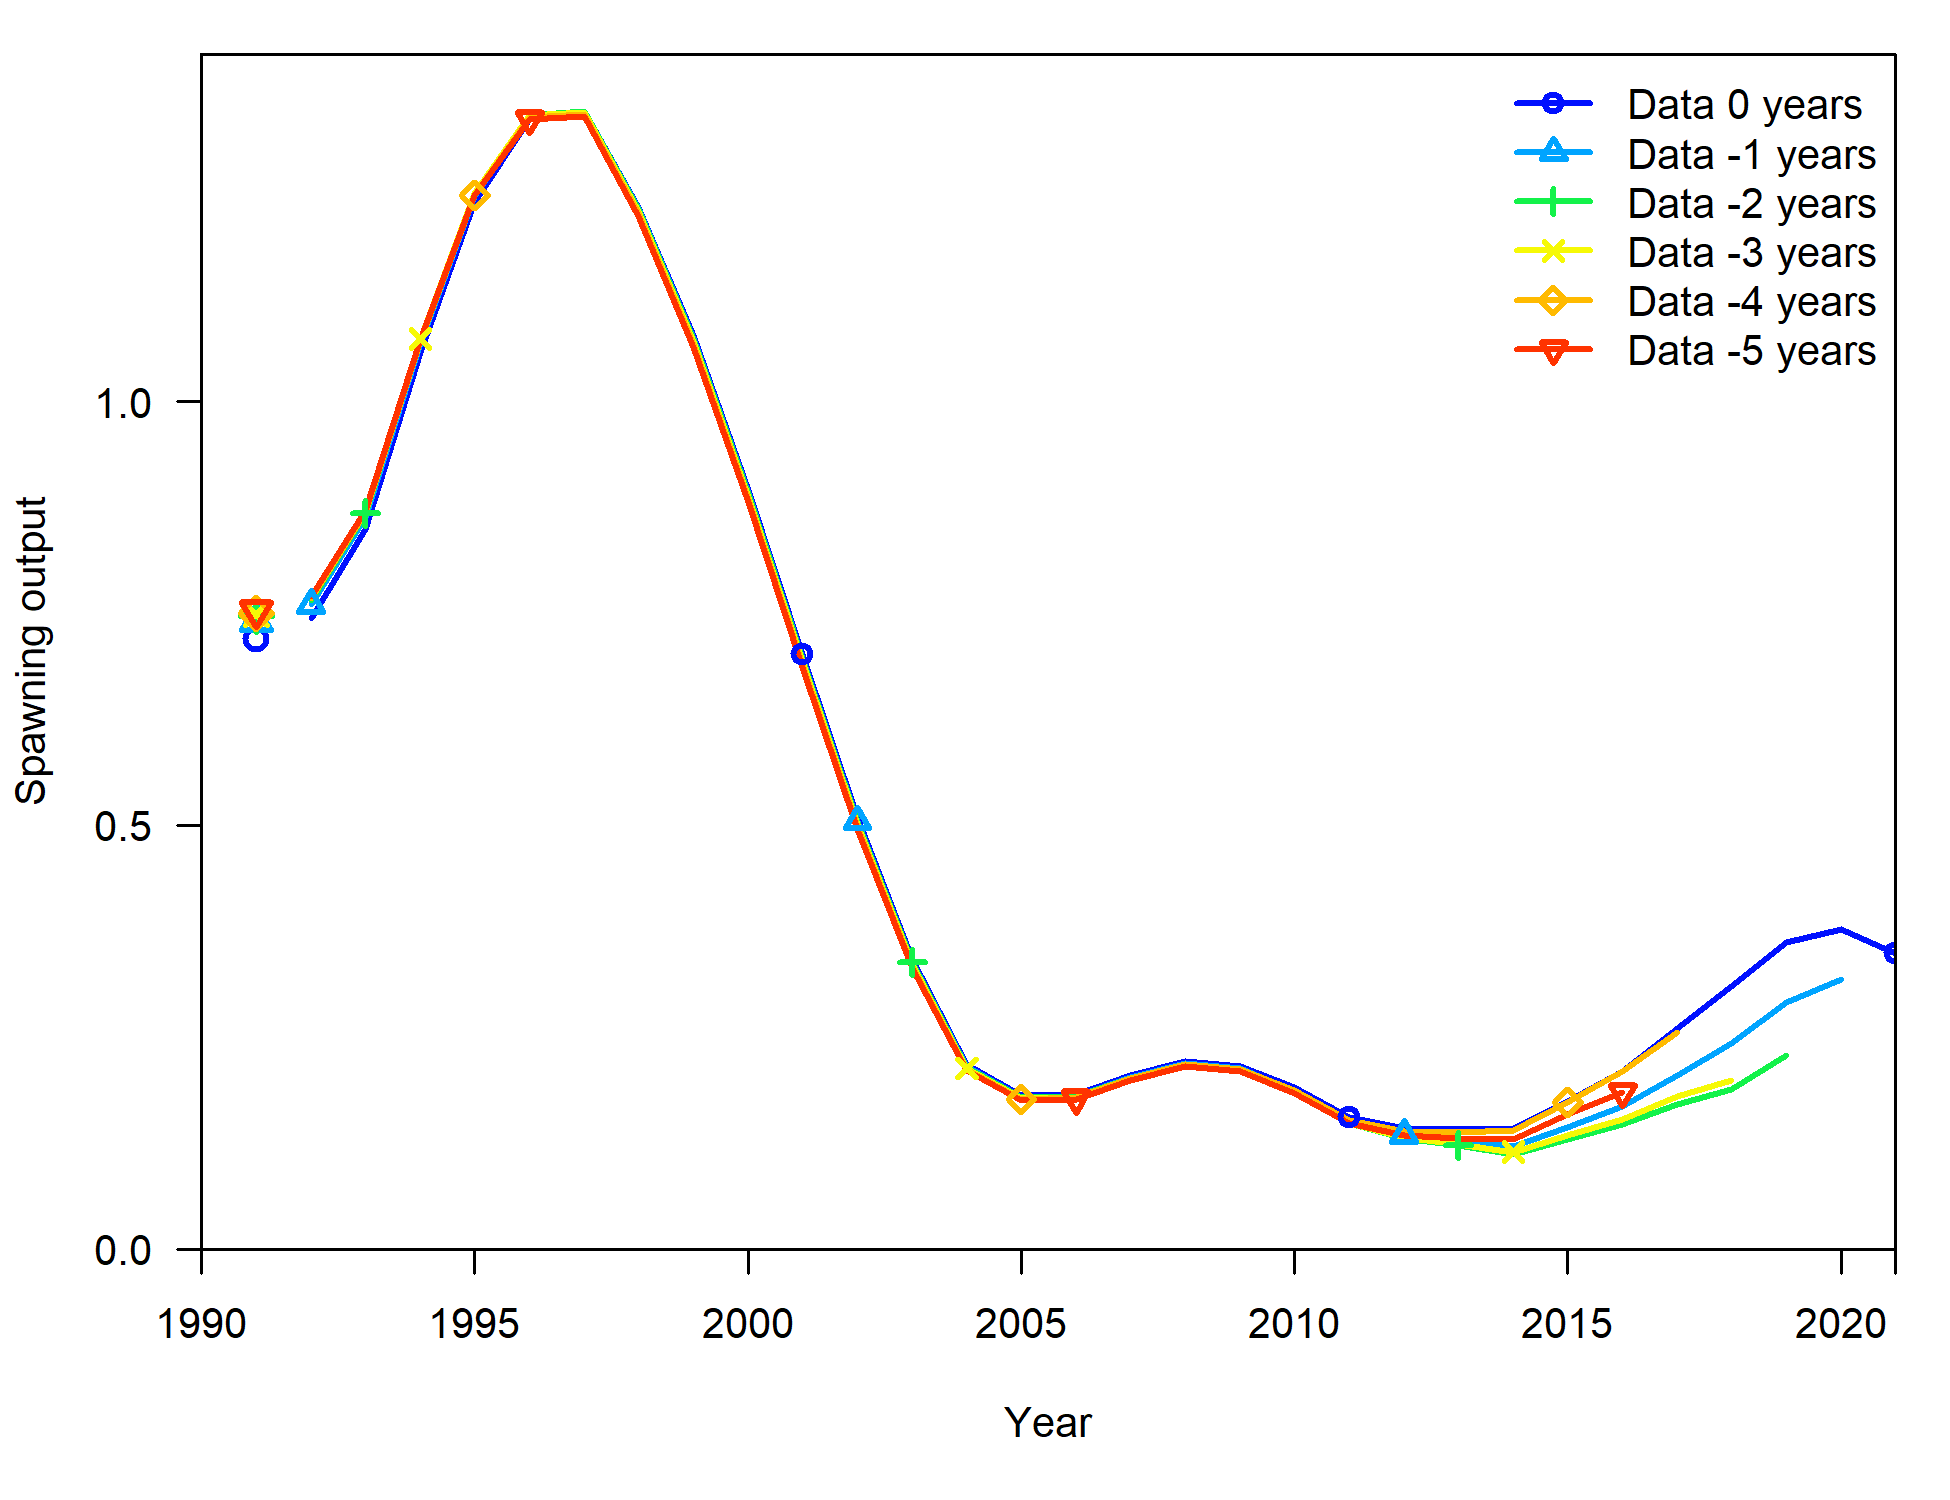 Data 0 years
Data -1 years
Data -2 years
Data -3 years
Data -4 years
Data -5 years
Spawning output
1.0
0.5
0.0
1990 1995 2000 2005 2010 2015 2020
Year